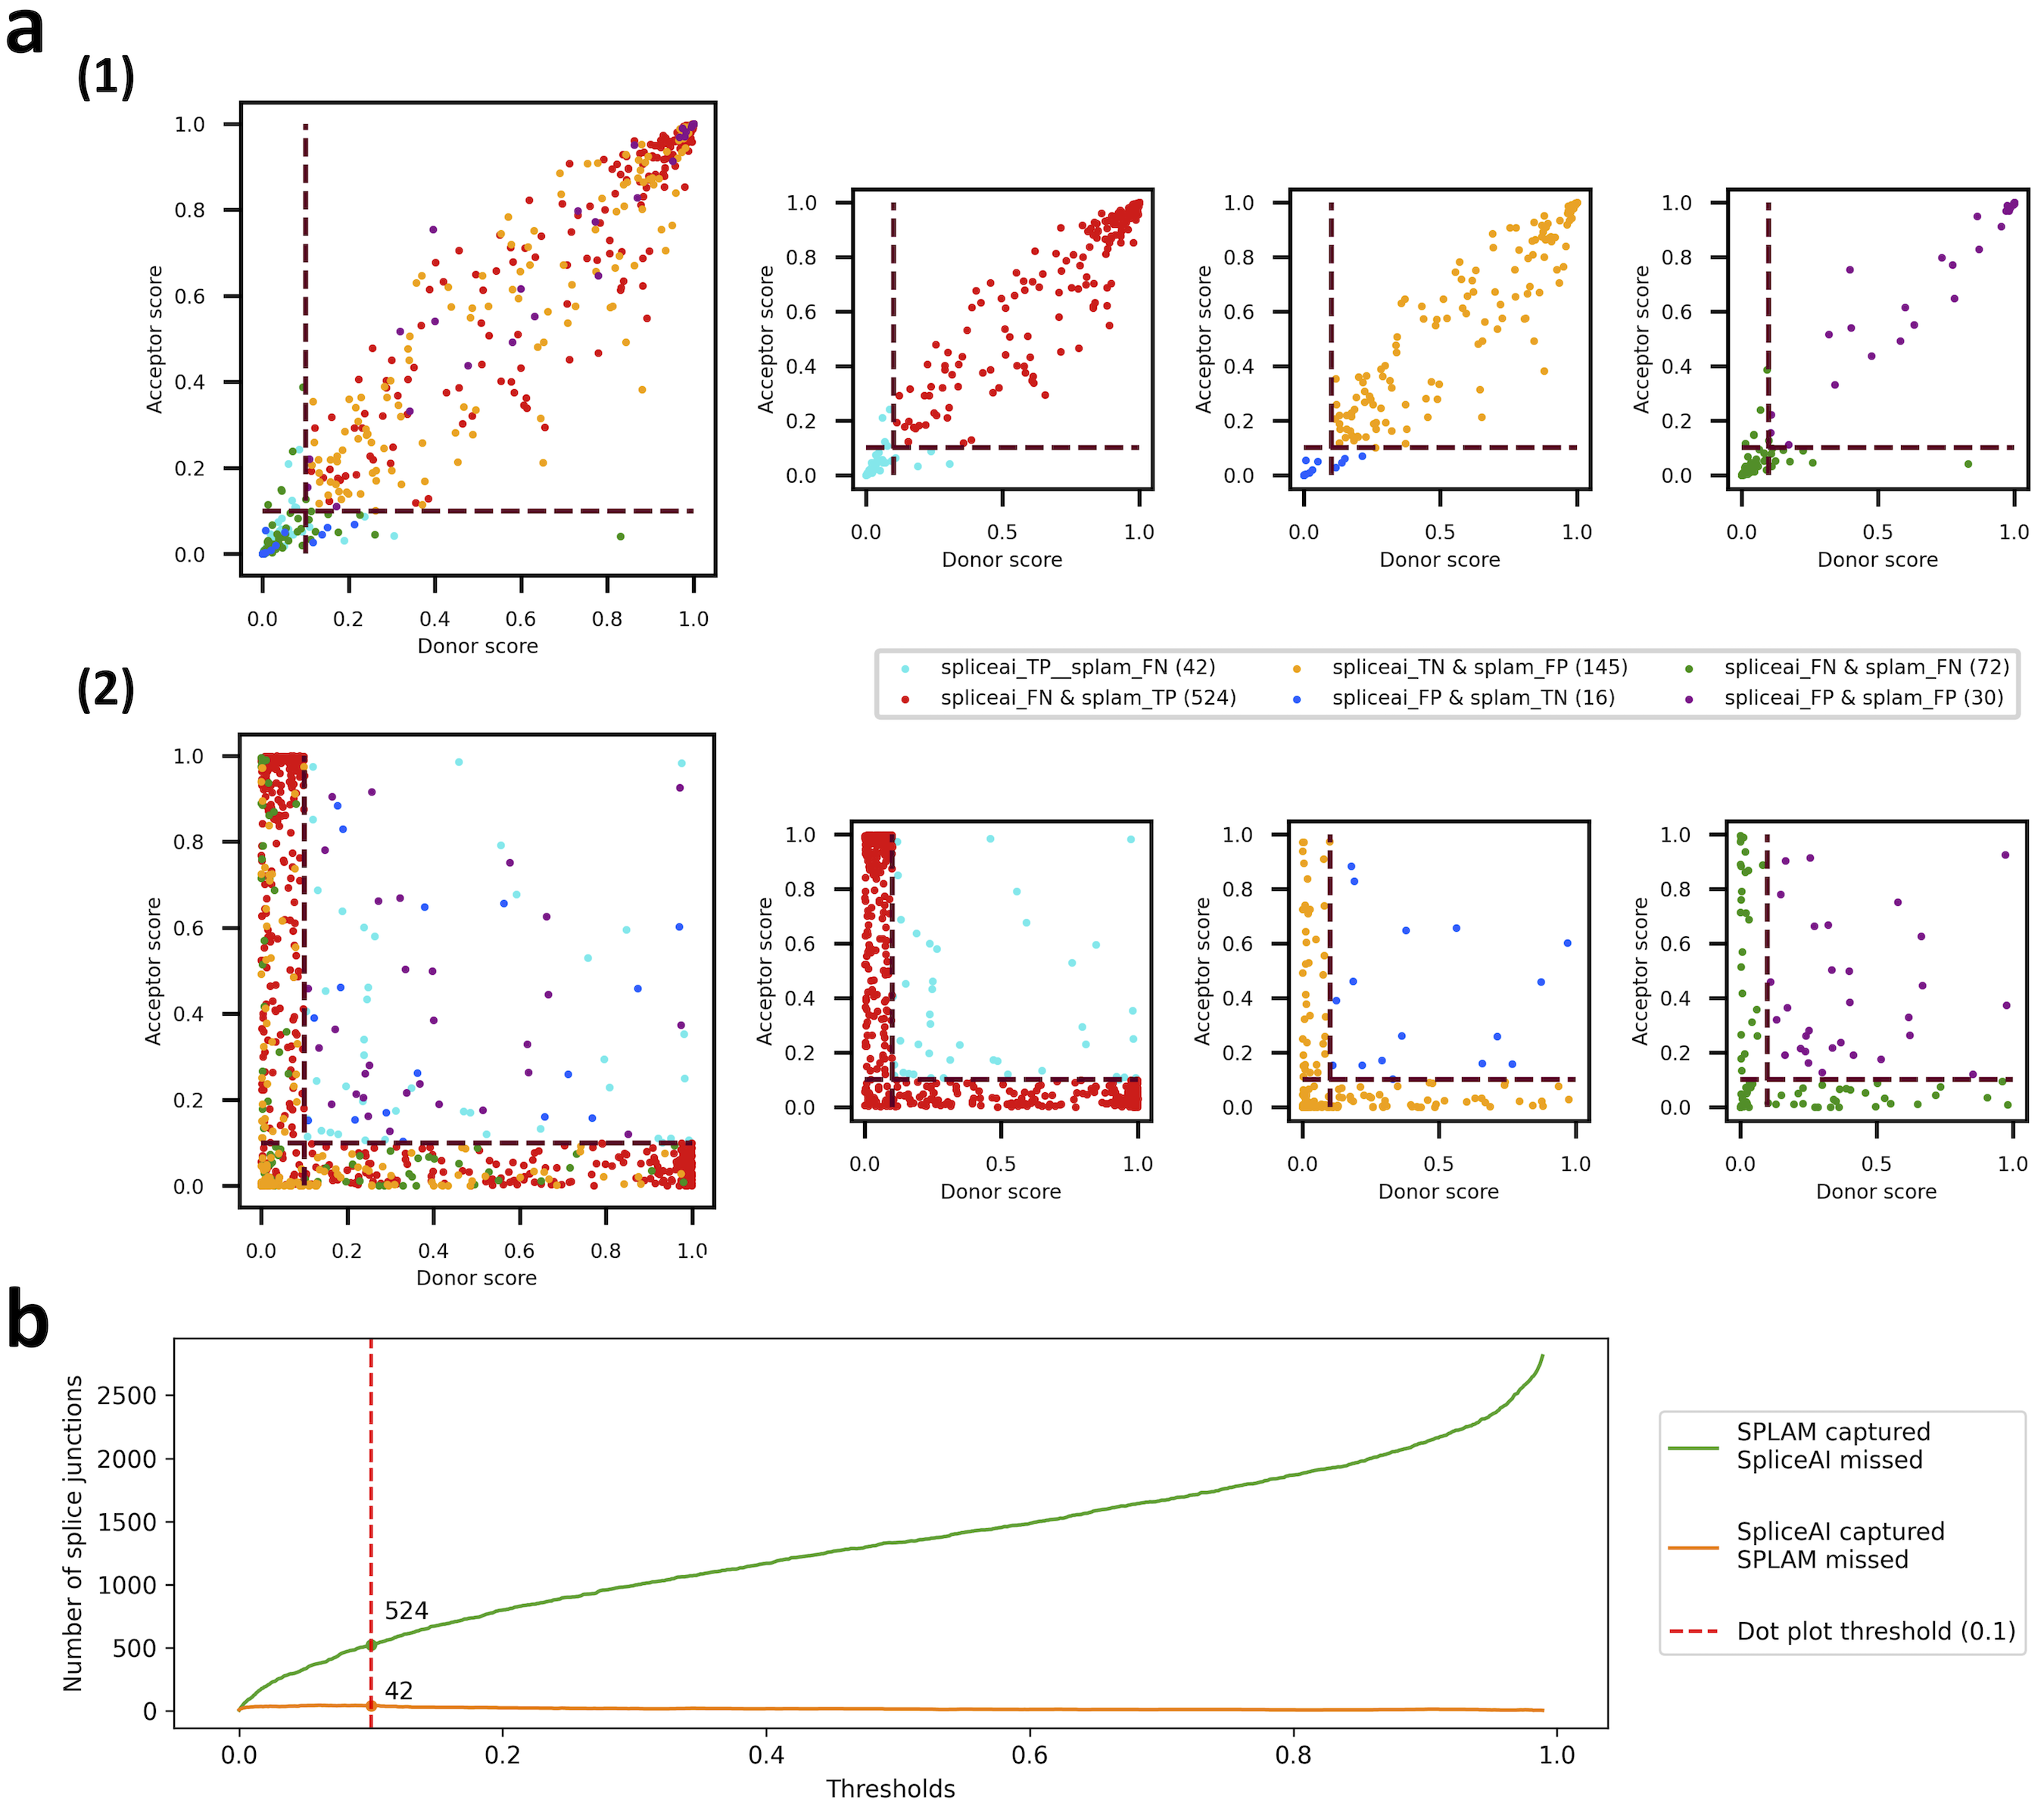 a
(1)
1.0
0.8
0.6
0.4
0.2
0.0
Acceptor score
0.0 0.2 0.4 0.6 0.8 1.0
Donor score
1.0
0.8
0.6
0.4
0.2
0.0
Acceptor score
0.0 0.5 1.0
Donor score
1.0
0.8
0.6
0.4
0.2
0.0
Acceptor score
0.0 0.5 1.0
Donor score
1.0
0.8
0.6
0.4
0.2
0.0
Acceptor score
0.0 0.5 1.0
Donor score
spliceai_TP__splam_FN (42)
spliceai_FN & splam_TP (524)
spliceai_TN & splam_FP (145)
spliceai_FP & splam_TN (16)
spliceai_FN & splam_FN (72)
spliceai_FP & splam_FP (30)
(2)
1.0
0.8
0.6
0.4
0.2
0.0
Acceptor score
0.0 0.2 0.4 0.6 0.8 1.0
Donor score
1.0
0.8
0.6
0.4
0.2
0.0
Acceptor score
0.0 0.5 1.0
Donor score
1.0
0.8
0.6
0.4
0.2
0.0
Acceptor score
0.0 0.5 1.0
Donor score
1.0
0.8
0.6
0.4
0.2
0.0
Acceptor score
0.0 0.5 1.0
Donor score
b
2500
2000
1500
1000
500
0
Number of splice junctions
524
42
0.0 0.2 0.4 0.6 0.8 1.0
Thresholds
SPLAM captured
SpliceAI missed
SpliceAI captured
SPLAM missed
Dot plot threshold (0.1)